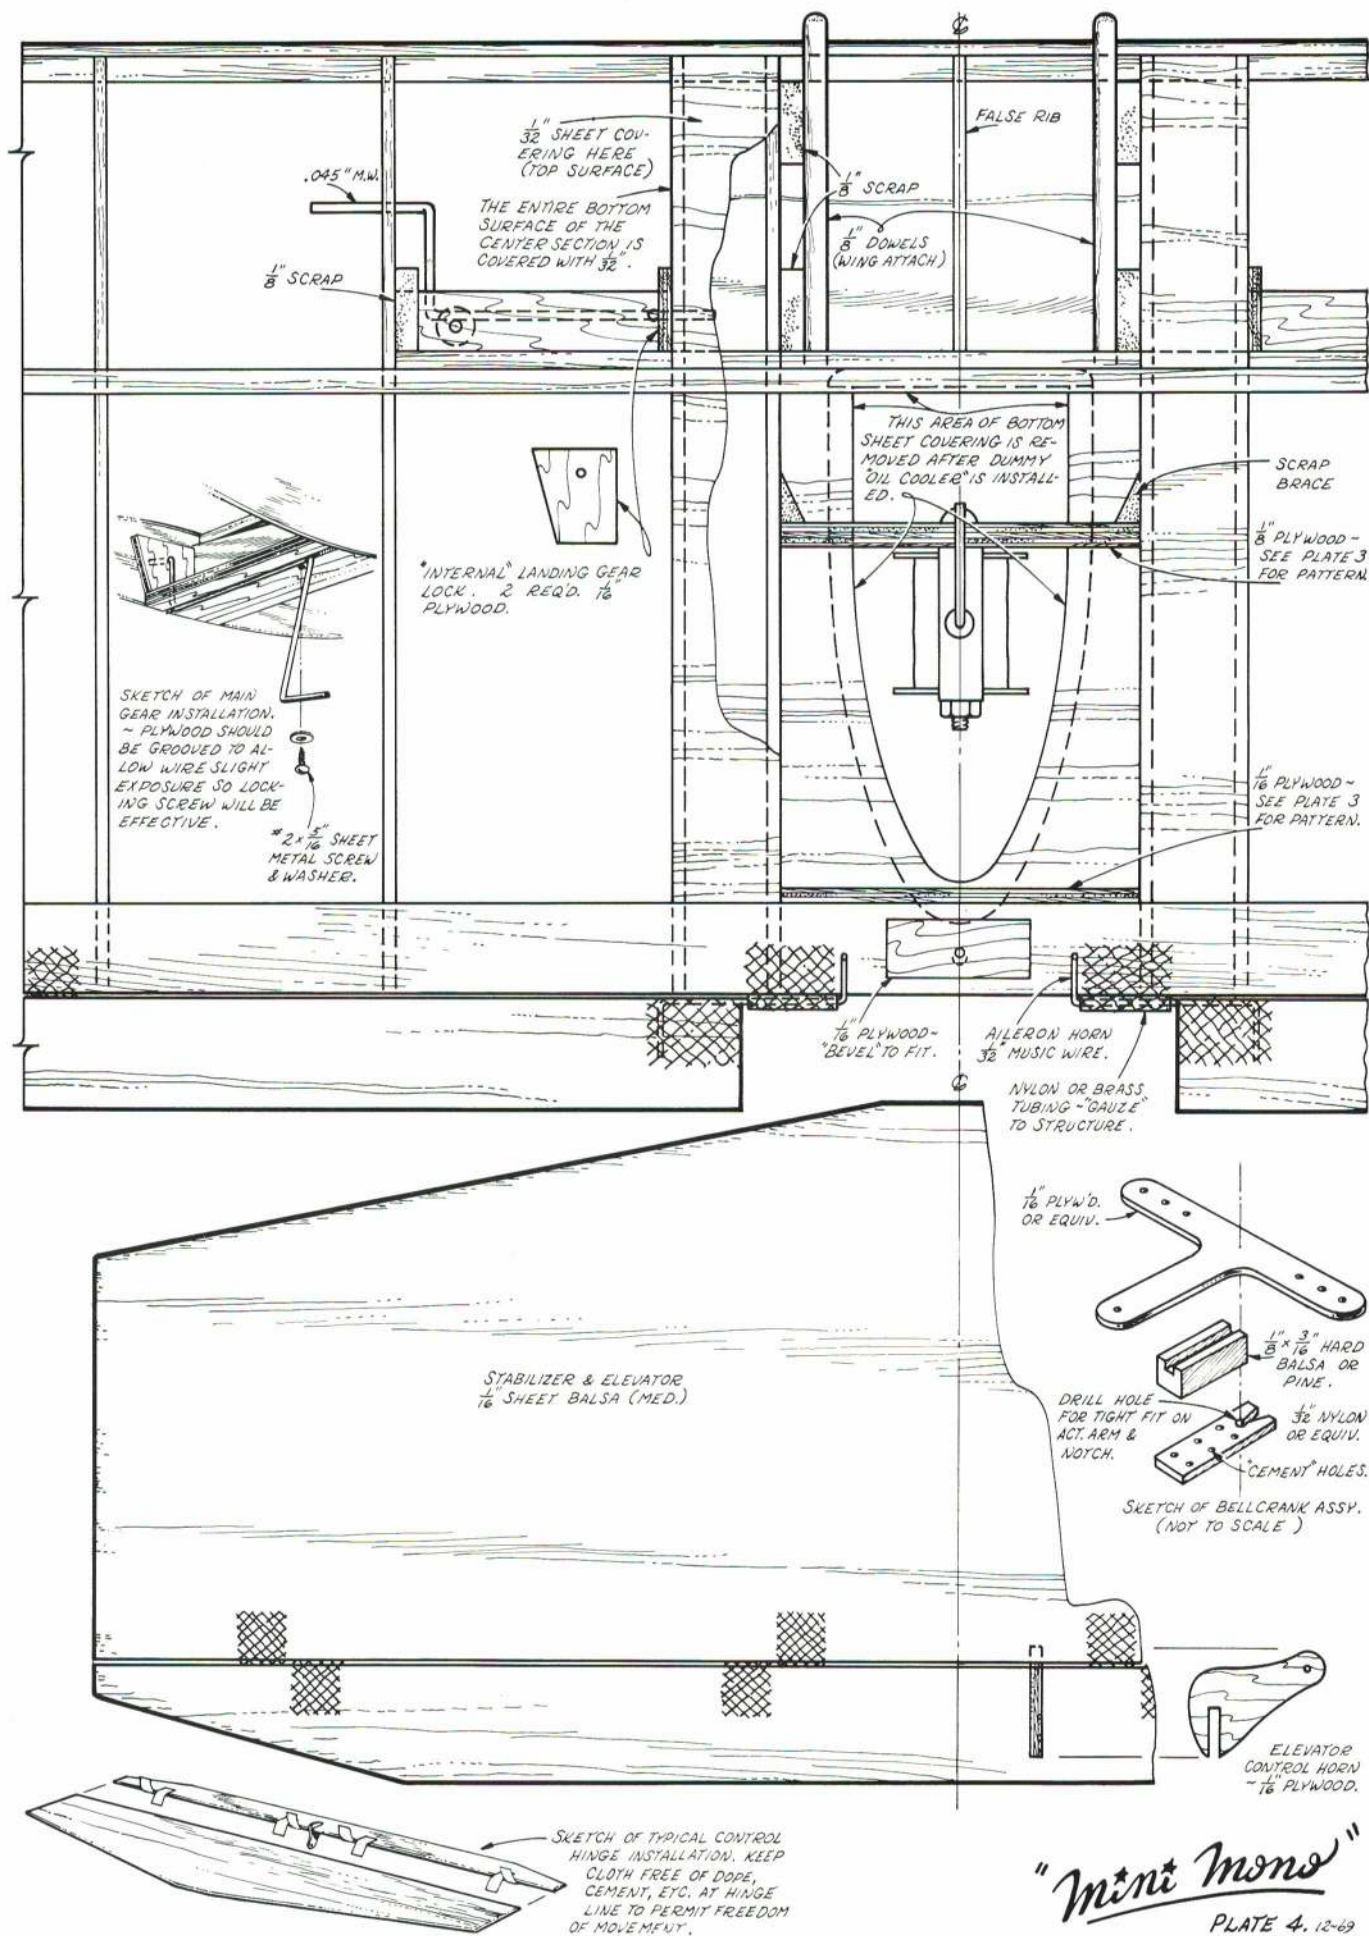 ℄
FALSE RIB
1/32" SHEET COV-
ERING HERE
(TOP SURFACE)
.045" M.W.
1/8" SCRAP
THE ENTIRE BOTTOM
SURFACE OF THE
CENTER SECTION IS
COVERED WITH 1/32".
1/8" DOWELS
(WING ATTACH)
1/8" SCRAP
THIS AREA OF BOTTOM
SHEET COVERING IS RE-
MOVED AFTER DUMMY
"OIL COOLER" IS INSTALL-
ED.
SCRAP
BRACE
1/8" PLYWOOD ~
SEE PLATE 3
FOR PATTERN.
"INTERNAL" LANDING GEAR
LOCK. 2 REQ'D. 1/16"
PLYWOOD.
SKETCH OF MAIN
GEAR INSTALLATION.
~ PLYWOOD SHOULD
BE GROOVED TO AL-
LOW WIRE SLIGHT
EXPOSURE SO LOCK-
ING SCREW WILL BE
EFFECTIVE.
#2 x 5/16" SHEET
METAL SCREW
& WASHER.
1/16" PLYWOOD ~
SEE PLATE 3
FOR PATTERN.
1/16" PLYWOOD ~
"BEVEL" TO FIT.
AILERON HORN
1/32" MUSIC WIRE.
℄
NYLON OR BRASS
TUBING ~ "GAUZE"
TO STRUCTURE.
1/16" PLYW'D.
OR EQUIV.
1/8" x 3/16" HARD
BALSA OR
PINE.
STABILIZER & ELEVATOR
1/16" SHEET BALSA (MED.)
DRILL HOLE
FOR TIGHT FIT ON
ACT. ARM &
NOTCH.
1/32" NYLON
OR EQUIV.
"CEMENT" HOLES.
SKETCH OF BELLCRANK ASSY.
(NOT TO SCALE)
ELEVATOR
CONTROL HORN
~ 1/16" PLYWOOD.
SKETCH OF TYPICAL CONTROL
HINGE INSTALLATION. KEEP
CLOTH FREE OF DOPE,
CEMENT, ETC. AT HINGE
LINE TO PERMIT FREEDOM
OF MOVEMENT.
"Mini Mono"
PLATE 4. 12-69